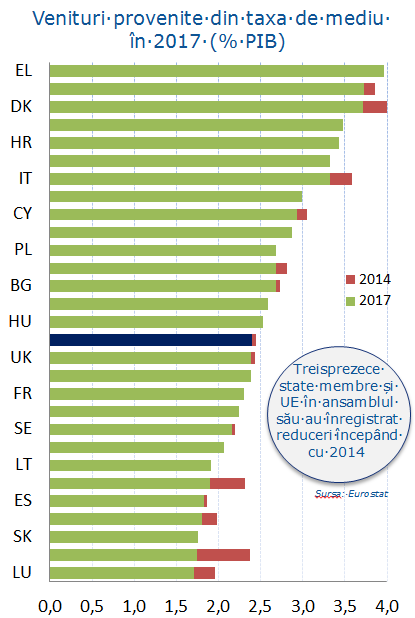 Venituri provenite din taxa de mediu
în 2017 (% PIB)
EL
DK
HR
IT
CY
PL
BG
HU
UK
FR
SE
LT
ES
SK
LU
2014
2017
Treisprezece
state membre și
UE în ansamblul
său au înregistrat
reduceri începând
cu 2014
Sursa: Eurostat
0,0 0,5 1,0 1,5 2,0 2,5 3,0 3,5 4,0